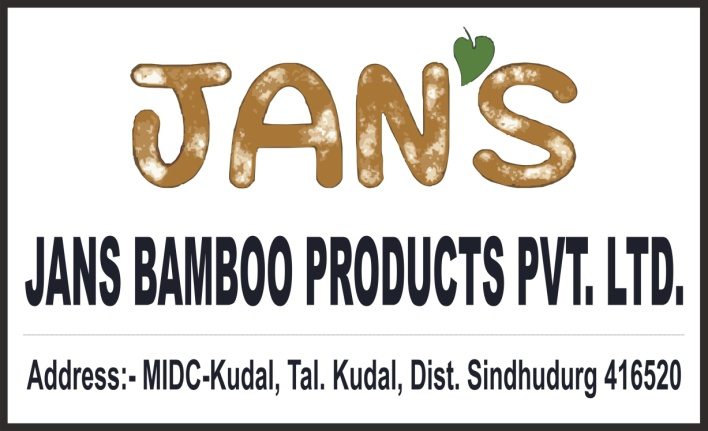 JAN'S
JANS BAMBOO PRODUCTS PVT. LTD.
Address:- MIDC-Kudal, Tal. Kudal, Dist. Sindhudurg 416520